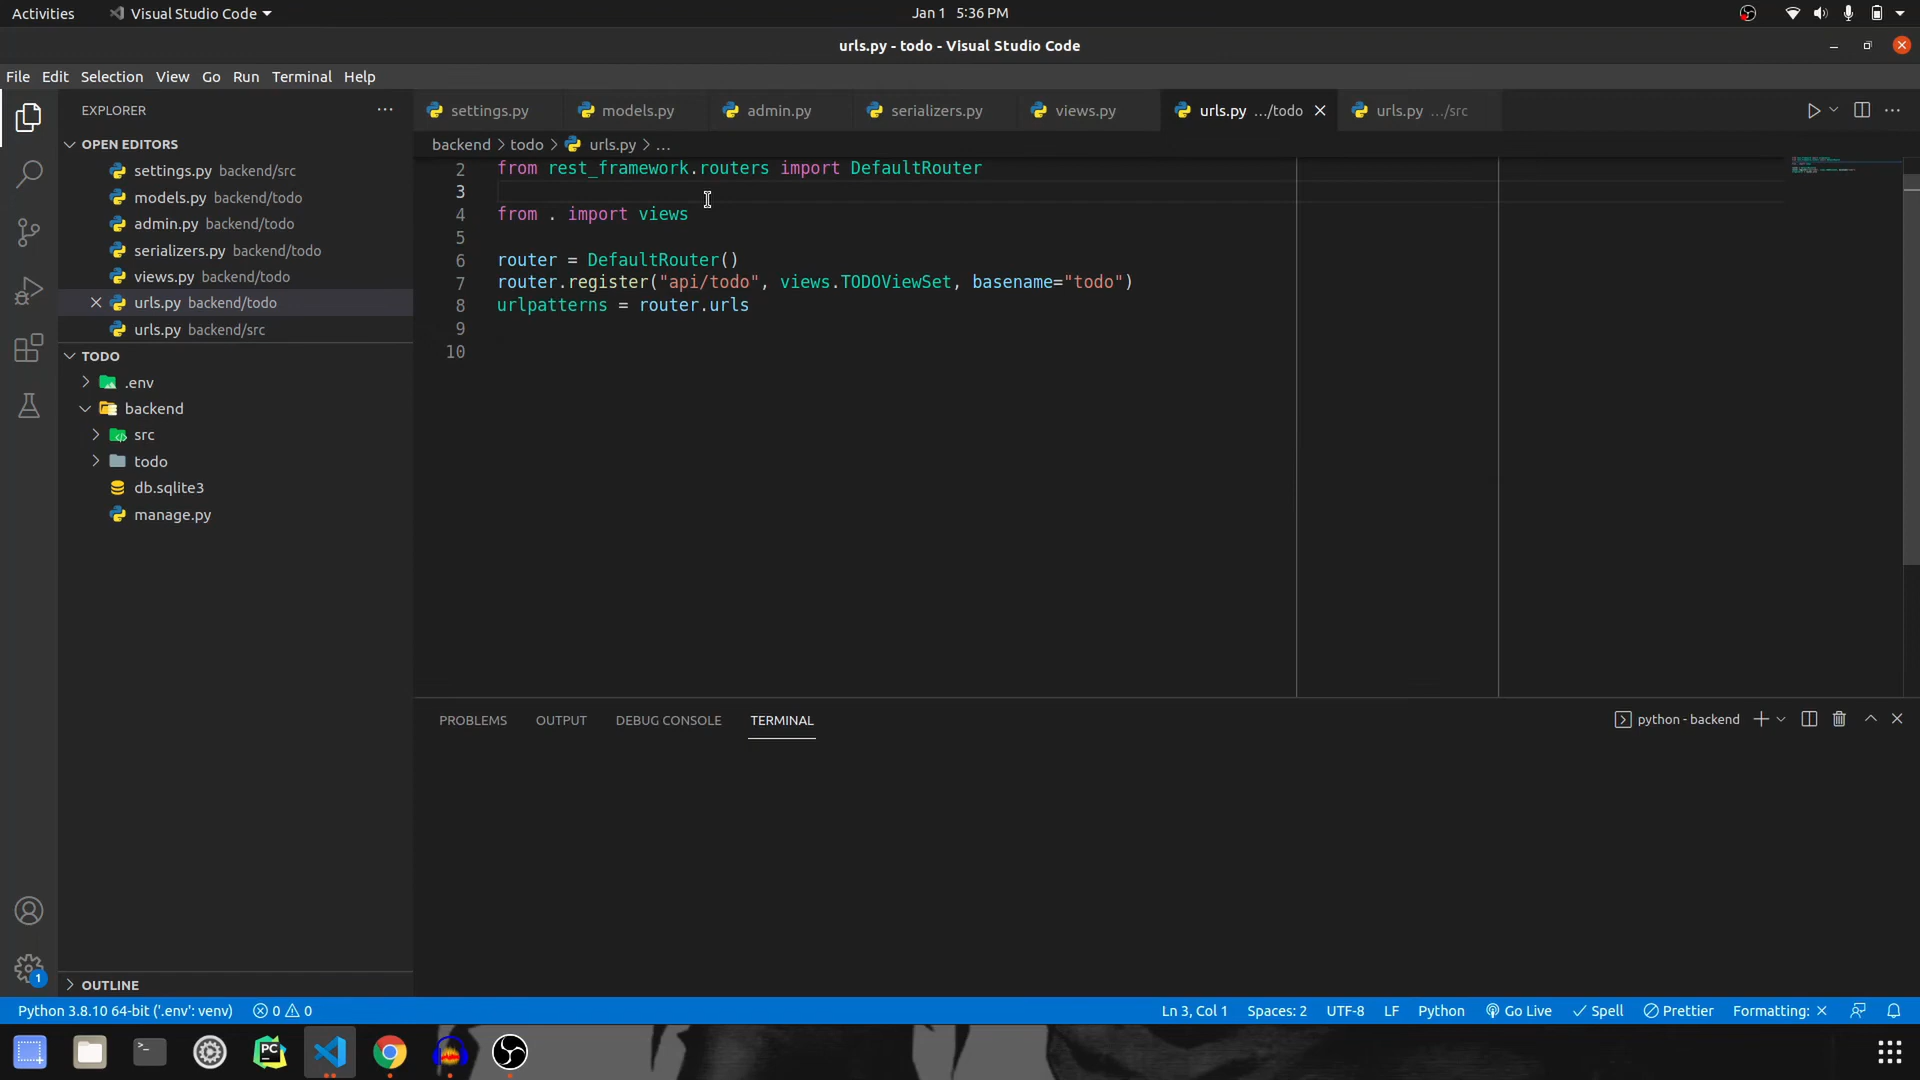 Activities
Visual Studio Code
Jan 1 5:36 PM
urls.py - todo - Visual Studio Code
File Edit Selection View Go Run Terminal Help
EXPLORER
OPEN EDITORS
settings.py backend/src
models.py backend/todo
admin.py backend/todo
serializers.py backend/todo
views.py backend/todo
urls.py backend/todo
urls.py backend/src
TODO
.env
backend
src
todo
db.sqlite3
manage.py
OUTLINE
settings.py
models.py
admin.py
serializers.py
views.py
urls.py .../todo
urls.py .../src
backend > todo > urls.py > ...
2 from rest_framework.routers import DefaultRouter
3
4 from . import views
5
6 router = DefaultRouter()
7 router.register("api/todo", views.TODOViewSet, basename="todo")
8 urlpatterns = router.urls
9
10
PROBLEMS OUTPUT DEBUG CONSOLE TERMINAL
python - backend
1
Python 3.8.10 64-bit ('.env': venv)
0 0
Ln 3, Col 1
Spaces: 2
UTF-8
LF
Python
Go Live
Spell
Prettier
Formatting: ×
PC